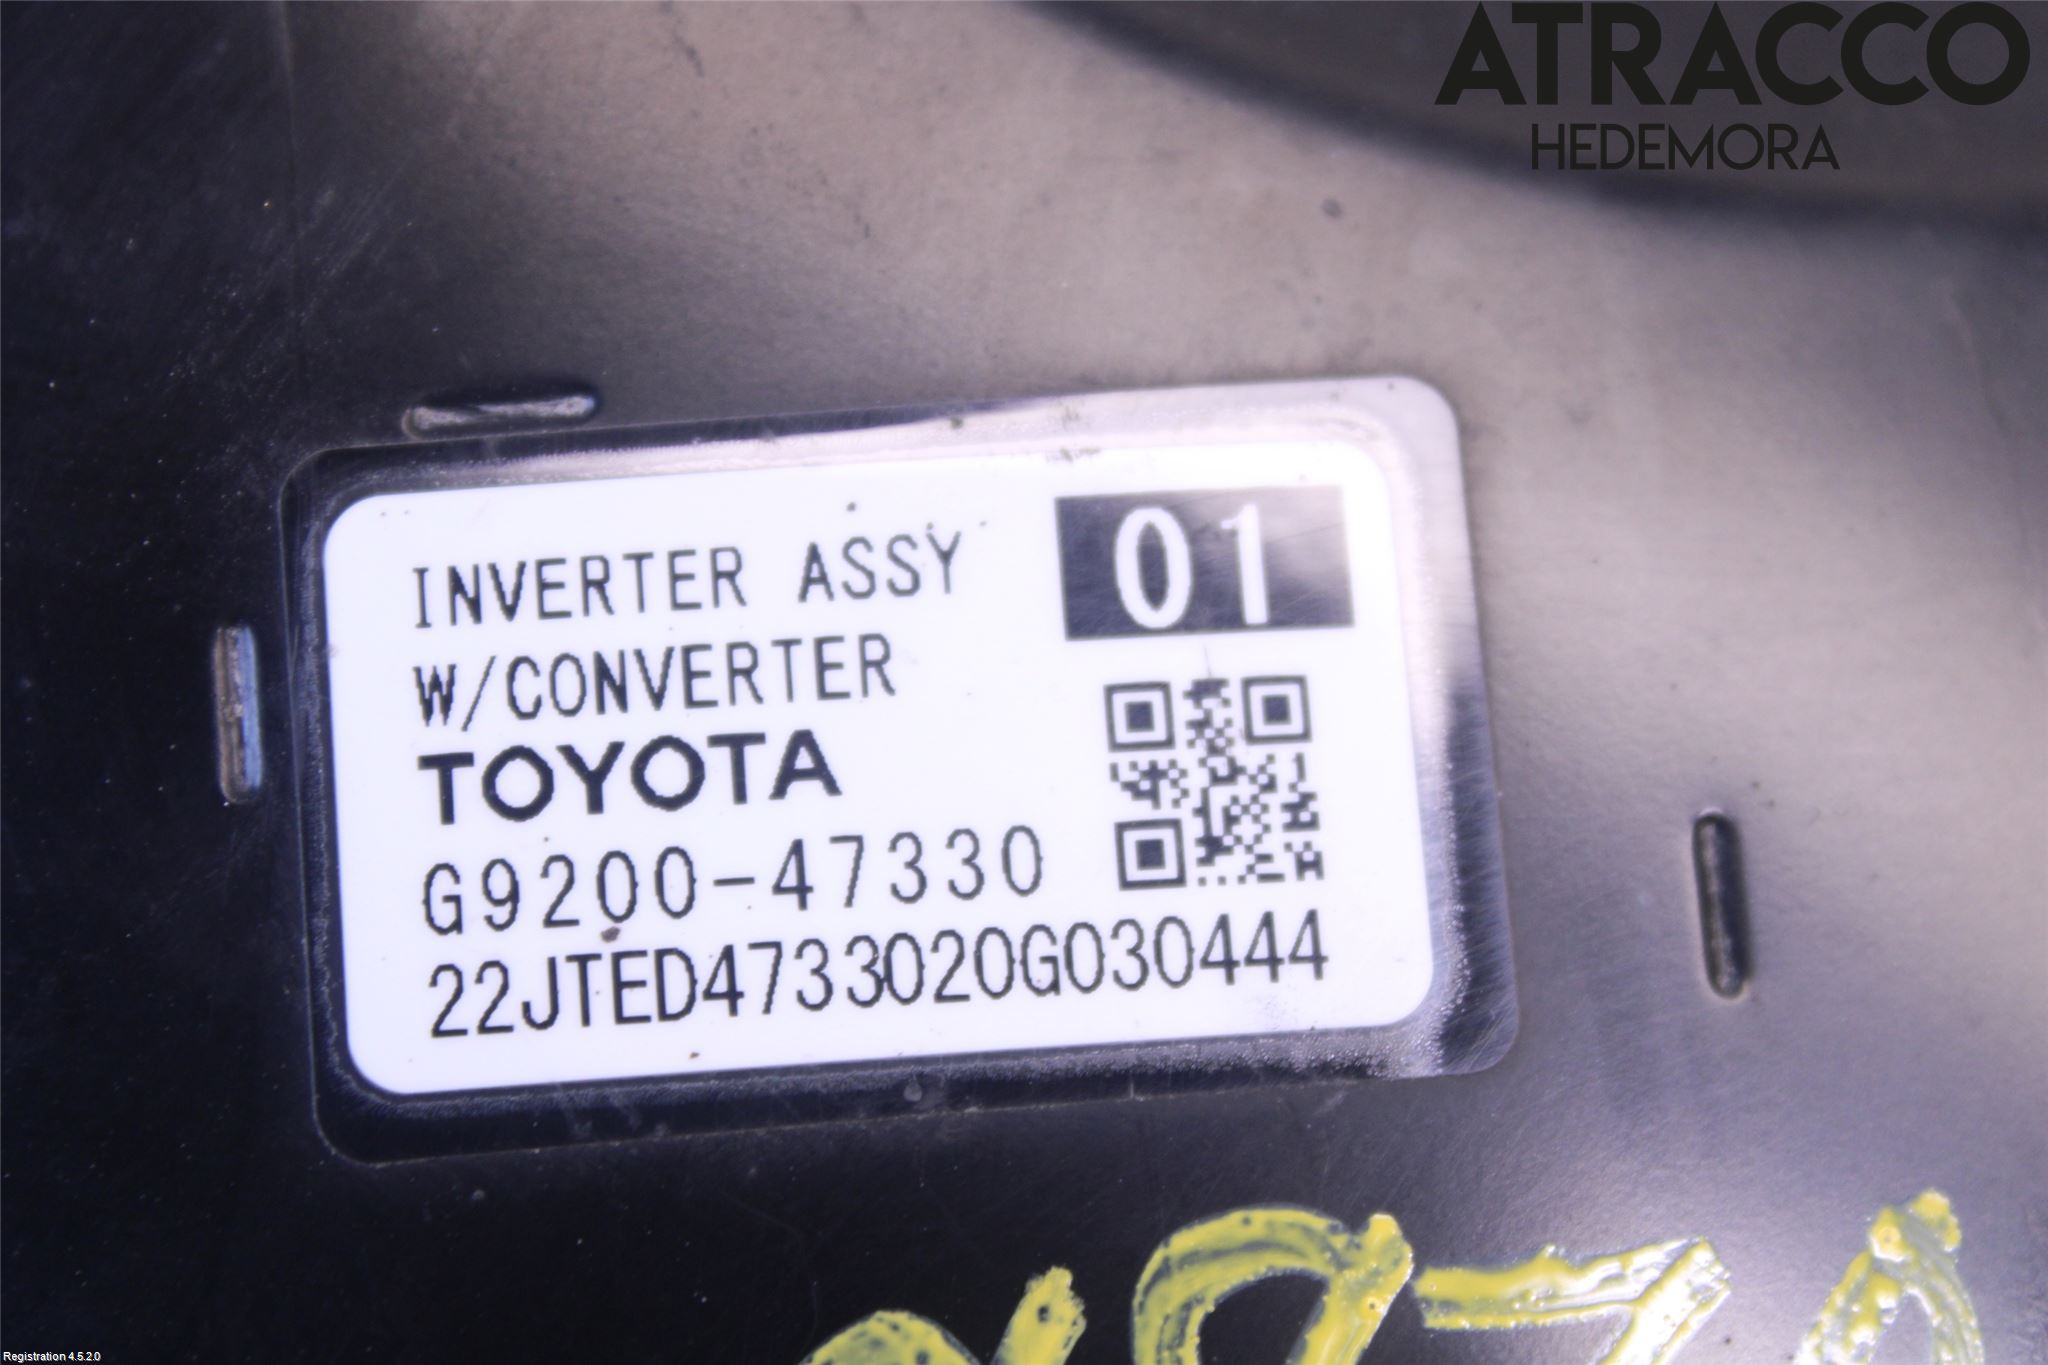 ATRACCO
HEDEMORA
INVERTER ASSY 01
W/CONVERTER
TOYOTA
G9200-47330
22JTED4733020G030444
Registration 4.5.2.0